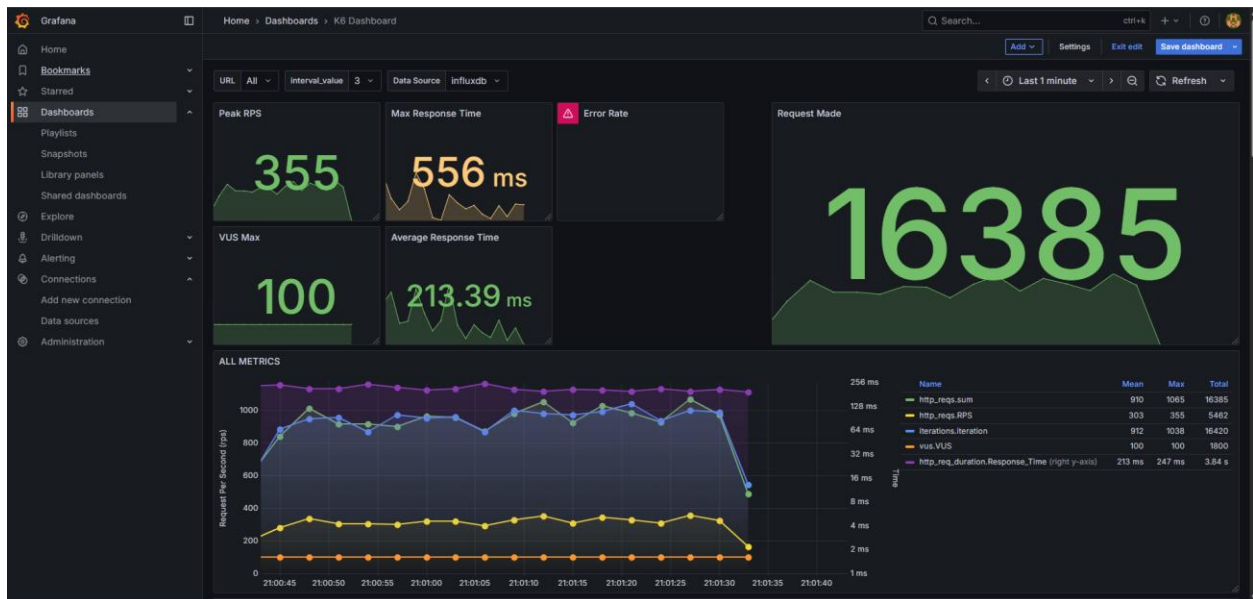 Grafana
Home › Dashboards › K6 Dashboard
Search...
ctrl+k
Home
Bookmarks
Starred
Dashboards
Playlists
Snapshots
Library panels
Shared dashboards
Explore
Drilldown
Alerting
Connections
Add new connection
Data sources
Administration
Add
Settings
Exit edit
Save dashboard
URL All
interval_value 3
Data Source influxdb
Last 1 minute
Refresh
Peak RPS
355
Max Response Time
556 ms
Error Rate
Request Made
16385
VUS Max
100
Average Response Time
213.39 ms
ALL METRICS
Request Per Second (rps)
1000
800
600
400
200
0
256 ms
128 ms
64 ms
32 ms
16 ms
8 ms
4 ms
2 ms
1 ms
Time
21:00:45 21:00:50 21:00:55 21:01:00 21:01:05 21:01:10 21:01:15 21:01:20 21:01:25 21:01:30 21:01:35 21:01:40
Name Mean Max Total
http_reqs.sum 910 1065 16385
http_reqs.RPS 303 355 5462
iterations.iteration 912 1038 16420
vus.VUS 100 100 1800
http_req_duration.Response_Time (right y-axis) 213 ms 247 ms 3.84 s